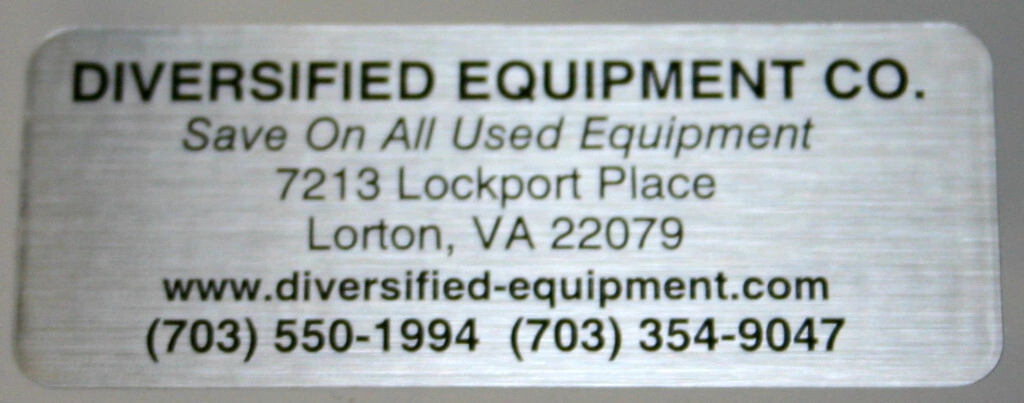 DIVERSIFIED EQUIPMENT CO.
Save On All Used Equipment
7213 Lockport Place
Lorton, VA 22079
www.diversified-equipment.com
(703) 550-1994 (703) 354-9047